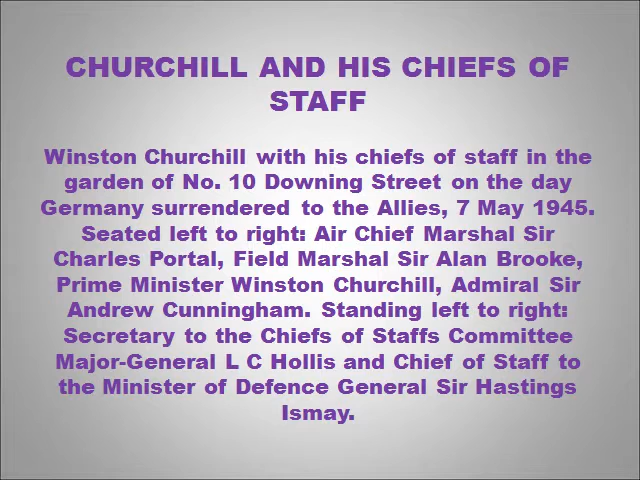 CHURCHILL AND HIS CHIEFS OF
STAFF
Winston Churchill with his chiefs of staff in the
garden of No. 10 Downing Street on the day
Germany surrendered to the Allies, 7 May 1945.
Seated left to right: Air Chief Marshal Sir
Charles Portal, Field Marshal Sir Alan Brooke,
Prime Minister Winston Churchill, Admiral Sir
Andrew Cunningham. Standing left to right:
Secretary to the Chiefs of Staffs Committee
Major-General L C Hollis and Chief of Staff to
the Minister of Defence General Sir Hastings
Ismay.